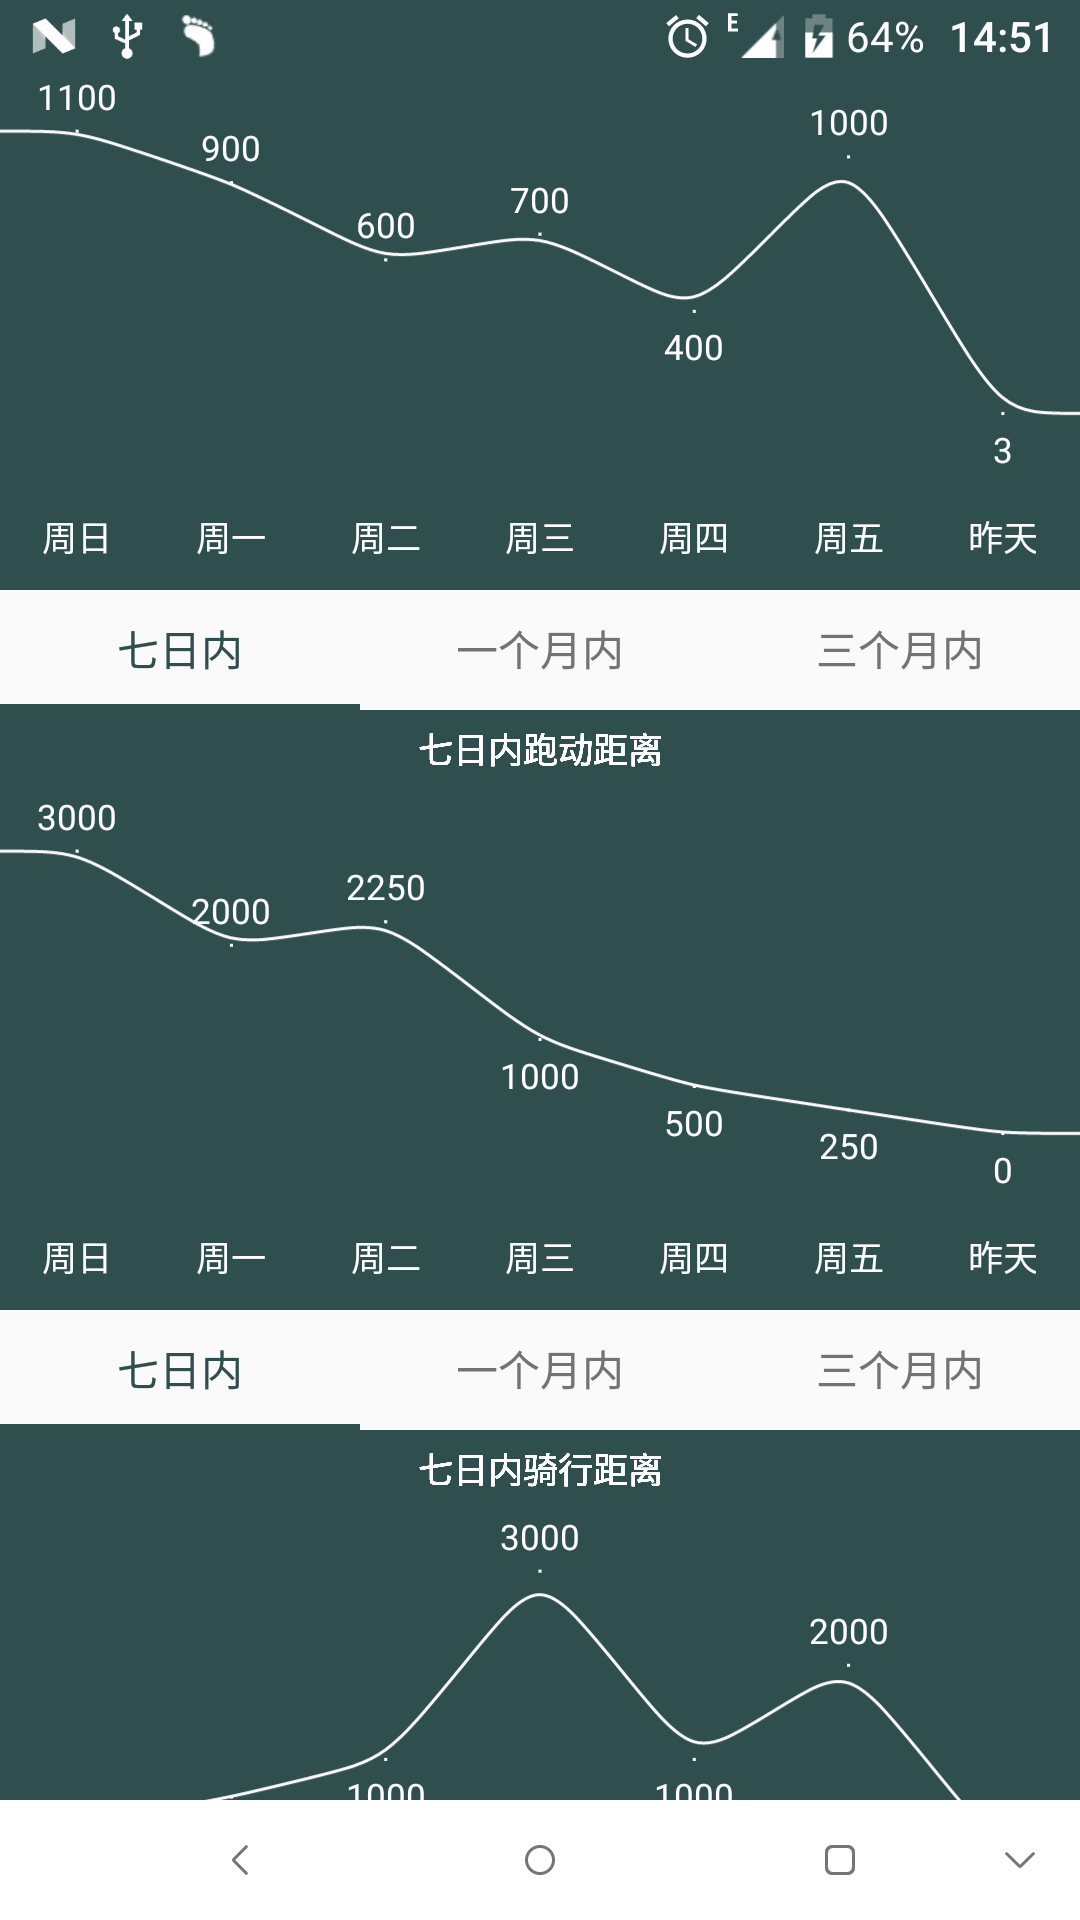 E 64% 14:51
1100 900 600 700 400 1000 3
周日 周一 周二 周三 周四 周五 昨天
七日内 一个月内 三个月内
七日内跑动距离
3000 2000 2250 1000 500 250 0
周日 周一 周二 周三 周四 周五 昨天
七日内 一个月内 三个月内
七日内骑行距离
3000 2000
1000 1000